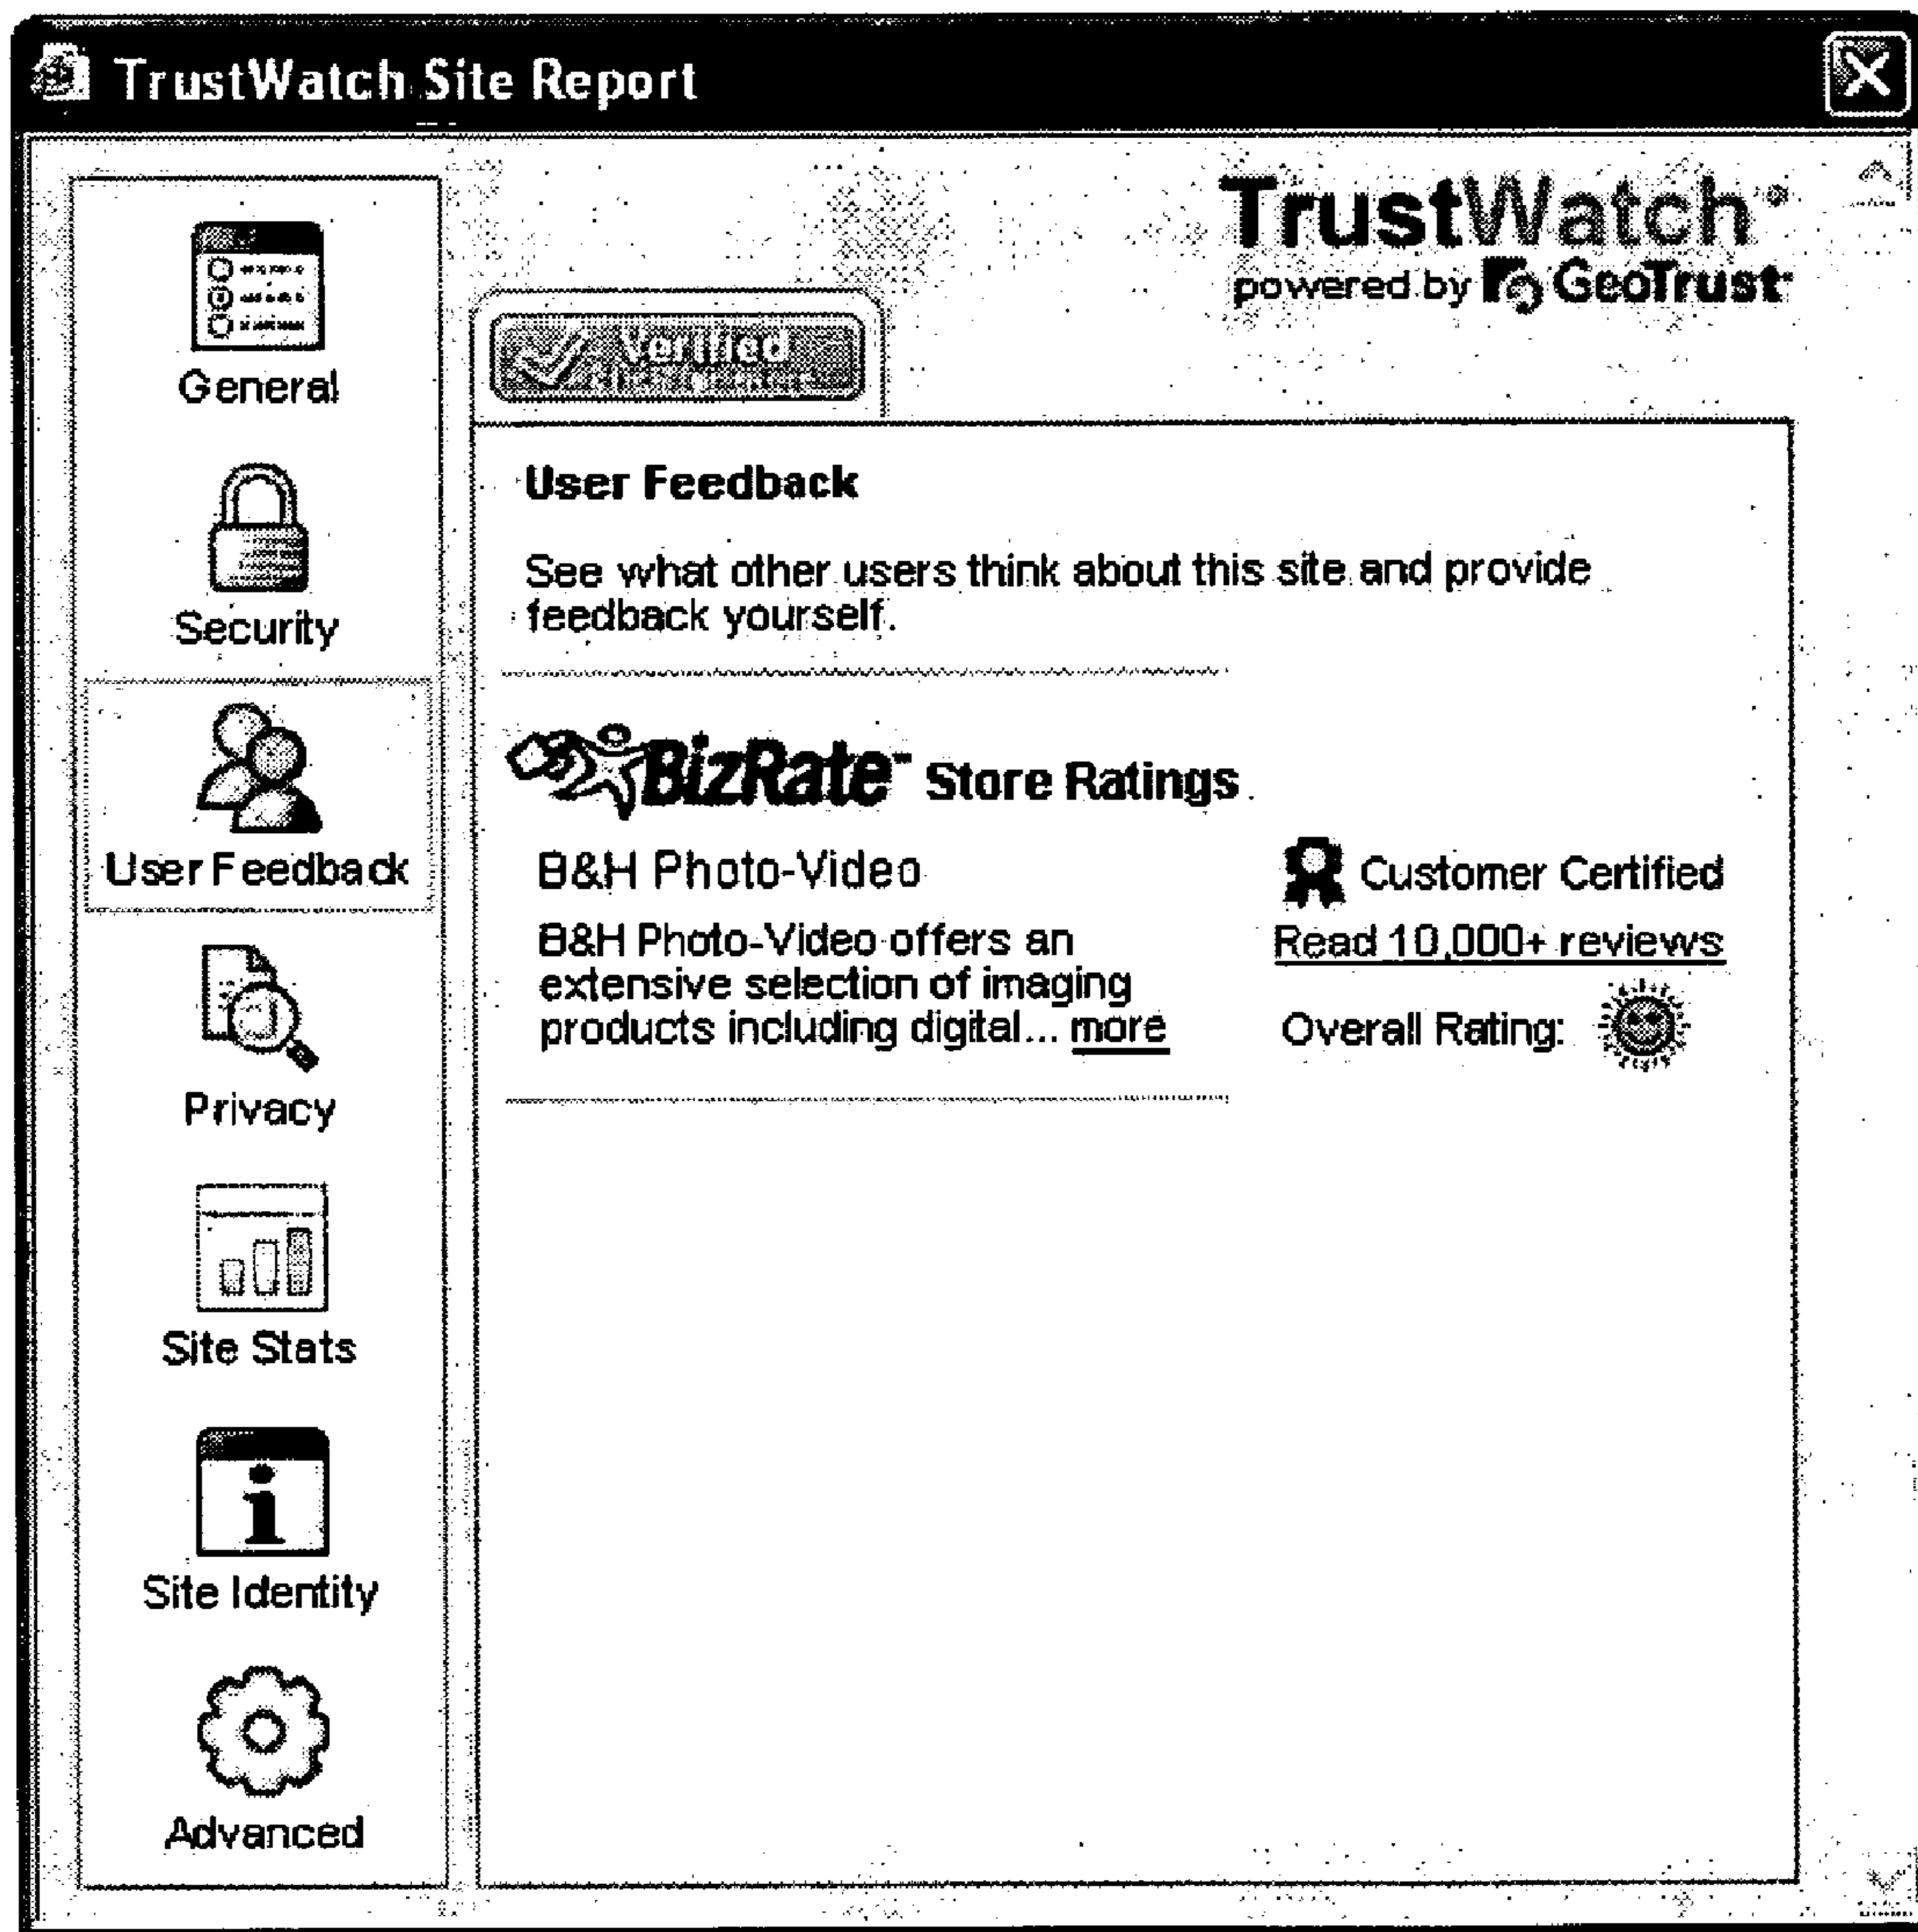 TrustWatch Site Report
TrustWatch
powered by GeoTrust
General
Security
User Feedback
Privacy
Site Stats
Site Identity
Advanced
Verified
User Feedback
See what other users think about this site and provide
feedback yourself.
BizRate™ Store Ratings
B&H Photo-Video
B&H Photo-Video offers an
extensive selection of imaging
products including digital... more
Customer Certified
Read 10,000+ reviews
Overall Rating: